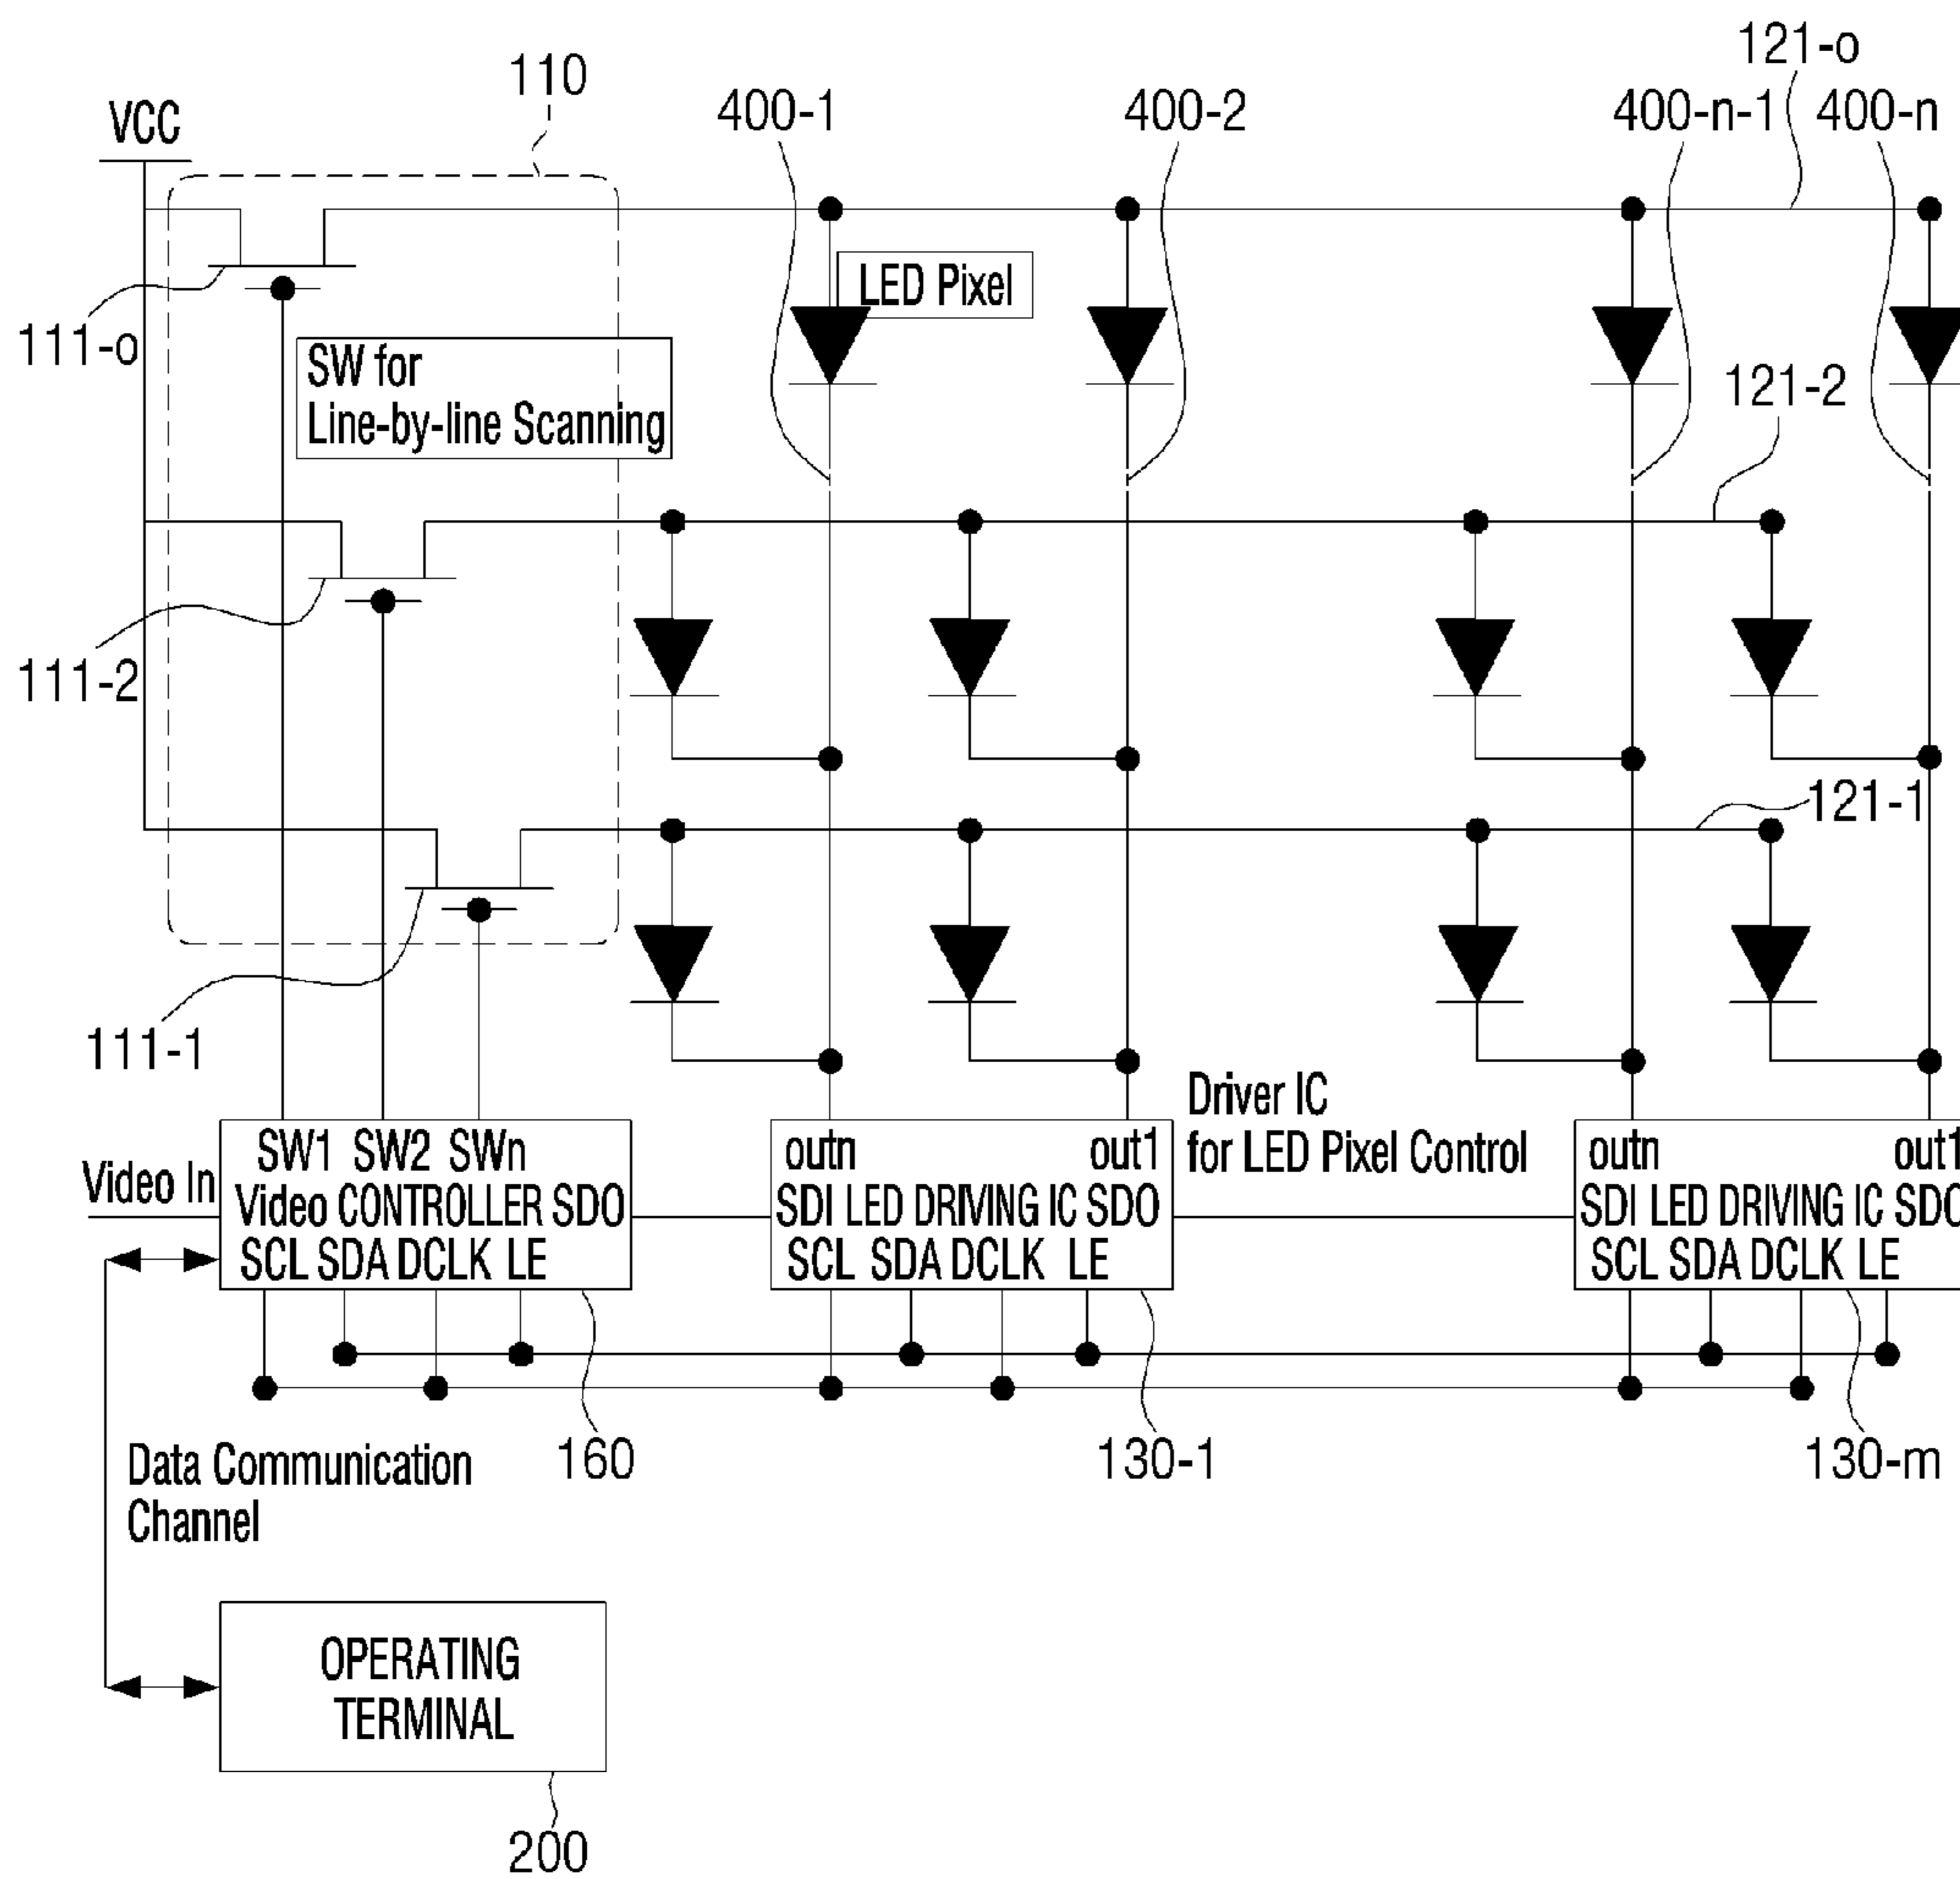 121-o
110
400-1
400-2
400-n-1
400-n
VCC
LED Pixel
111-o
SW for
Line-by-line Scanning
121-2
111-2
121-1
111-1
Driver IC
for LED Pixel Control
SW1 SW2 SWn
Video CONTROLLER SDO
SCL SDA DCLK LE
Video In
outn out1
SDI LED DRIVING IC SDO
SCL SDA DCLK LE
outn out1
SDI LED DRIVING IC SDO
SCL SDA DCLK LE
160
130-1
130-m
Data Communication
Channel
OPERATING
TERMINAL
200